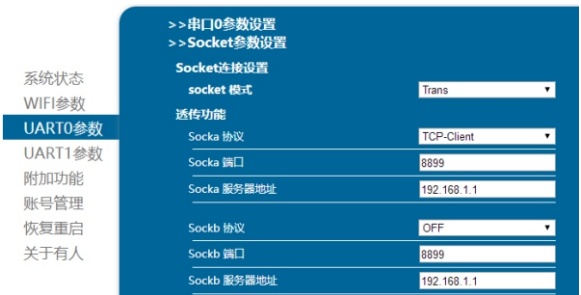 >>串口0参数设置
>>Socket参数设置
Socket连接设置
socket 模式 Trans
透传功能
Socka 协议 TCP-Client
Socka 端口 8899
Socka 服务器地址 192.168.1.1
Sockb 协议 OFF
Sockb 端口 8899
Sockb 服务器地址 192.168.1.1
系统状态
WIFI参数
UART0参数
UART1参数
附加功能
账号管理
恢复重启
关于有人